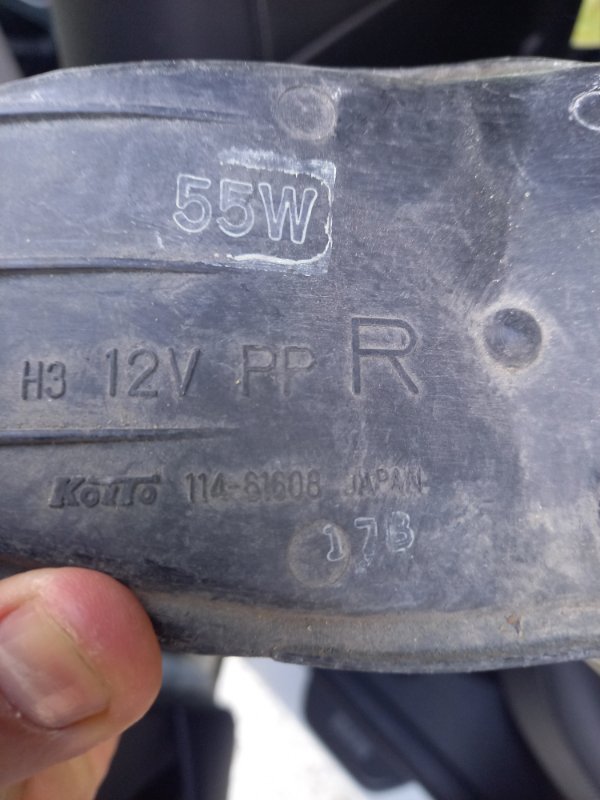 55W
H3 12V PP R
KOITO 114-61608 JAPAN
17B